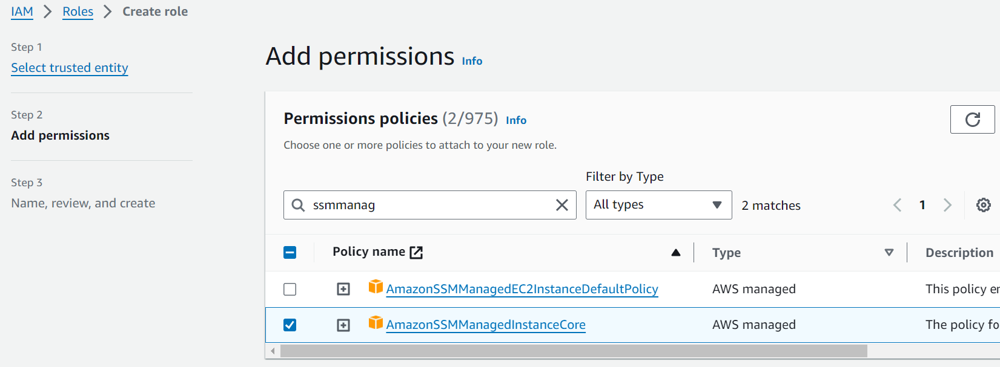 IAM > Roles > Create role
Step 1
Select trusted entity
Step 2
Add permissions
Step 3
Name, review, and create
Add permissions Info
Permissions policies (2/975) Info
Choose one or more policies to attach to your new role.
Filter by Type
ssmmanag
All types
2 matches
1
Policy name
Type
Description
AmazonSSMManagedEC2InstanceDefaultPolicy
AWS managed
This policy
AmazonSSMManagedInstanceCore
AWS managed
The policy